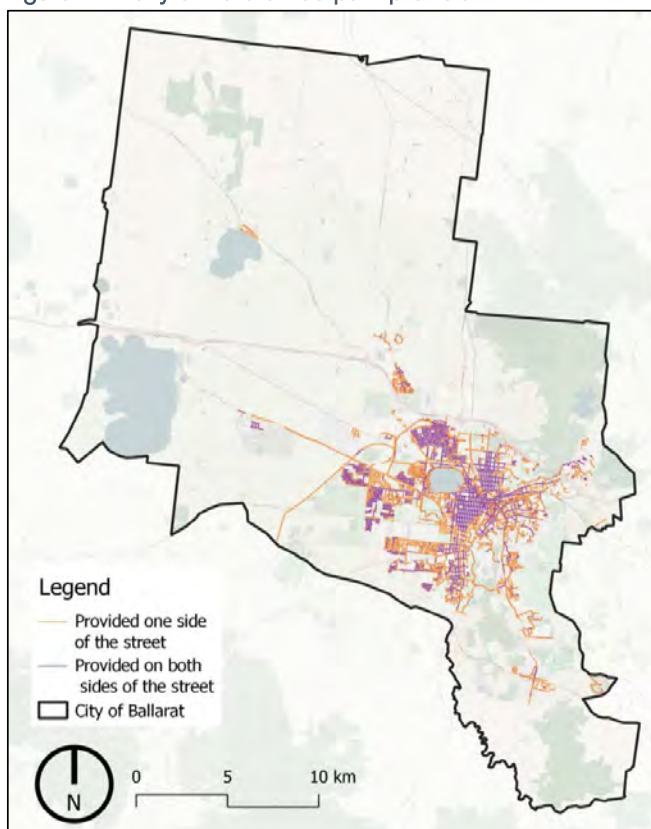 Legend
Provided one side
of the street
Provided on both
sides of the street
City of Ballarat
N
0 5 10 km